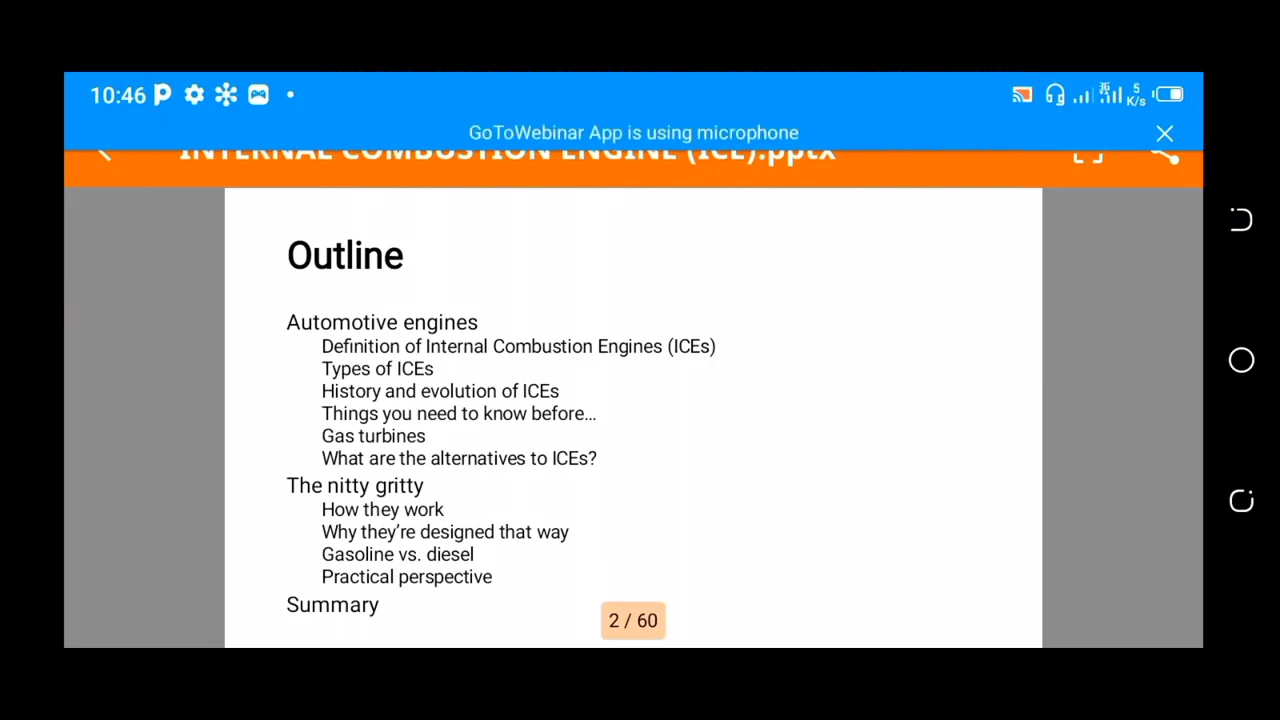 10:46
3G
5
K/s
GoToWebinar App is using microphone
INTERNAL COMBUSTION ENGINE (ICE).pptx
Outline
Automotive engines
Definition of Internal Combustion Engines (ICEs)
Types of ICEs
History and evolution of ICEs
Things you need to know before…
Gas turbines
What are the alternatives to ICEs?
The nitty gritty
How they work
Why they’re designed that way
Gasoline vs. diesel
Practical perspective
Summary
2 / 60